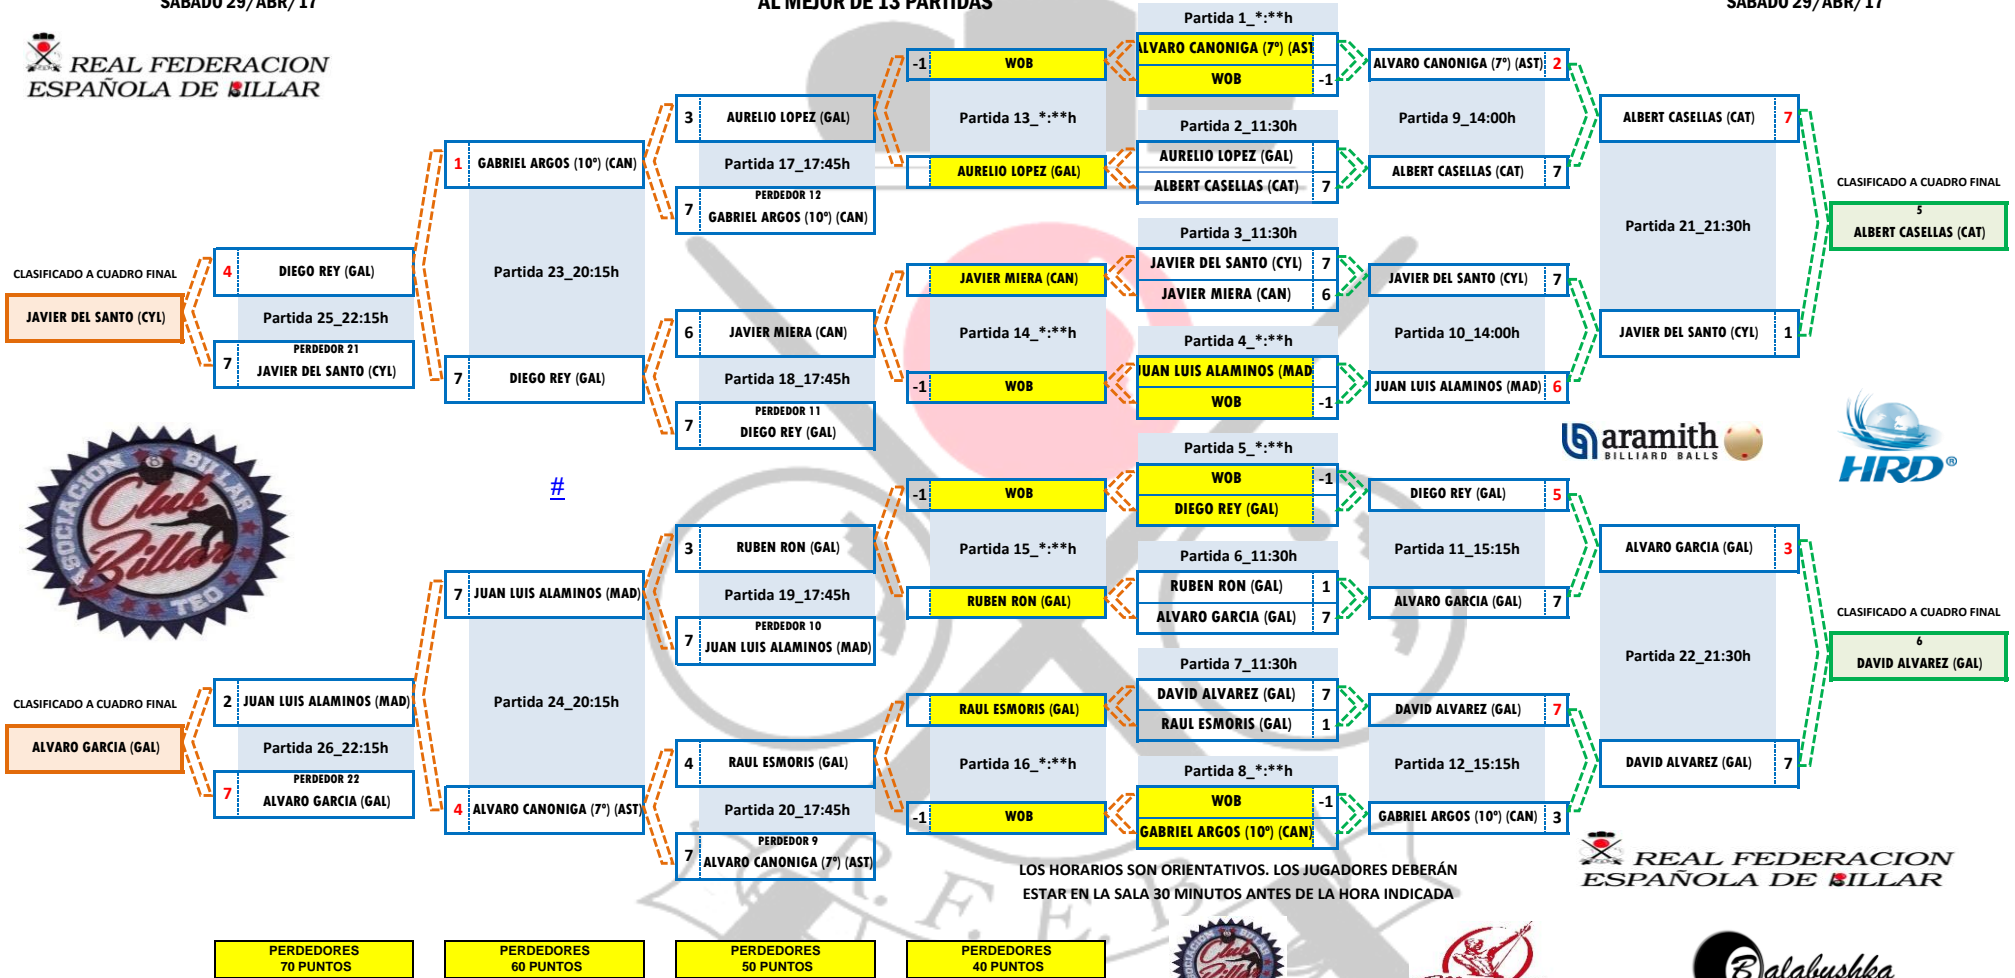 SABADO 29/ABR/17
AL MEJOR DE 13 PARTIDAS
SABADO 29/ABR/17
REAL FEDERACION
ESPAÑOLA DE BILLAR
CLASIFICADO A CUADRO FINAL
JAVIER DEL SANTO (CYL)
CLASIFICADO A CUADRO FINAL
ALVARO GARCIA (GAL)
4 DIEGO REY (GAL)
Partida 25_22:15h
PERDEDOR 21
7 JAVIER DEL SANTO (CYL)
2 JUAN LUIS ALAMINOS (MAD)
Partida 26_22:15h
PERDEDOR 22
7 ALVARO GARCIA (GAL)
1 GABRIEL ARGOS (10º) (CAN)
Partida 23_20:15h
7 DIEGO REY (GAL)
#
7 JUAN LUIS ALAMINOS (MAD)
Partida 24_20:15h
4 ALVARO CANONIGA (7º) (AST)
3 AURELIO LOPEZ (GAL)
Partida 17_17:45h
PERDEDOR 12
7 GABRIEL ARGOS (10º) (CAN)
6 JAVIER MIERA (CAN)
Partida 18_17:45h
PERDEDOR 11
7 DIEGO REY (GAL)
3 RUBEN RON (GAL)
Partida 19_17:45h
PERDEDOR 10
7 JUAN LUIS ALAMINOS (MAD)
4 RAUL ESMORIS (GAL)
Partida 20_17:45h
PERDEDOR 9
7 ALVARO CANONIGA (7º) (AST)
-1 WOB
Partida 13_*:**h
AURELIO LOPEZ (GAL)
JAVIER MIERA (CAN)
Partida 14_*:**h
-1 WOB
-1 WOB
Partida 15_*:**h
RUBEN RON (GAL)
RAUL ESMORIS (GAL)
Partida 16_*:**h
-1 WOB
Partida 1_*:**h
ALVARO CANONIGA (7º) (AST
WOB -1
Partida 2_11:30h
AURELIO LOPEZ (GAL)
ALBERT CASELLAS (CAT) 7
Partida 3_11:30h
JAVIER DEL SANTO (CYL) 7
JAVIER MIERA (CAN) 6
Partida 4_*:**h
JUAN LUIS ALAMINOS (MAD
WOB -1
Partida 5_*:**h
WOB -1
DIEGO REY (GAL)
Partida 6_11:30h
RUBEN RON (GAL) 1
ALVARO GARCIA (GAL) 7
Partida 7_11:30h
DAVID ALVAREZ (GAL) 7
RAUL ESMORIS (GAL) 1
Partida 8_*:**h
WOB -1
GABRIEL ARGOS (10º) (CAN)
ALVARO CANONIGA (7º) (AST) 2
Partida 9_14:00h
ALBERT CASELLAS (CAT) 7
JAVIER DEL SANTO (CYL) 7
Partida 10_14:00h
JUAN LUIS ALAMINOS (MAD) 6
DIEGO REY (GAL) 5
Partida 11_15:15h
ALVARO GARCIA (GAL) 7
DAVID ALVAREZ (GAL) 7
Partida 12_15:15h
GABRIEL ARGOS (10º) (CAN) 3
ALBERT CASELLAS (CAT) 7
Partida 21_21:30h
JAVIER DEL SANTO (CYL) 1
ALVARO GARCIA (GAL) 3
Partida 22_21:30h
DAVID ALVAREZ (GAL) 7
CLASIFICADO A CUADRO FINAL
5
ALBERT CASELLAS (CAT)
CLASIFICADO A CUADRO FINAL
6
DAVID ALVAREZ (GAL)
aramith
BILLIARD BALLS
HRD®
ASOCIACION BILLAR
Club
Billar
TEO
R.F.E.B.
LOS HORARIOS SON ORIENTATIVOS. LOS JUGADORES DEBERÁN
ESTAR EN LA SALA 30 MINUTOS ANTES DE LA HORA INDICADA
REAL FEDERACION
ESPAÑOLA DE BILLAR
PERDEDORES
70 PUNTOS
PERDEDORES
60 PUNTOS
PERDEDORES
50 PUNTOS
PERDEDORES
40 PUNTOS
Club
Balabushka